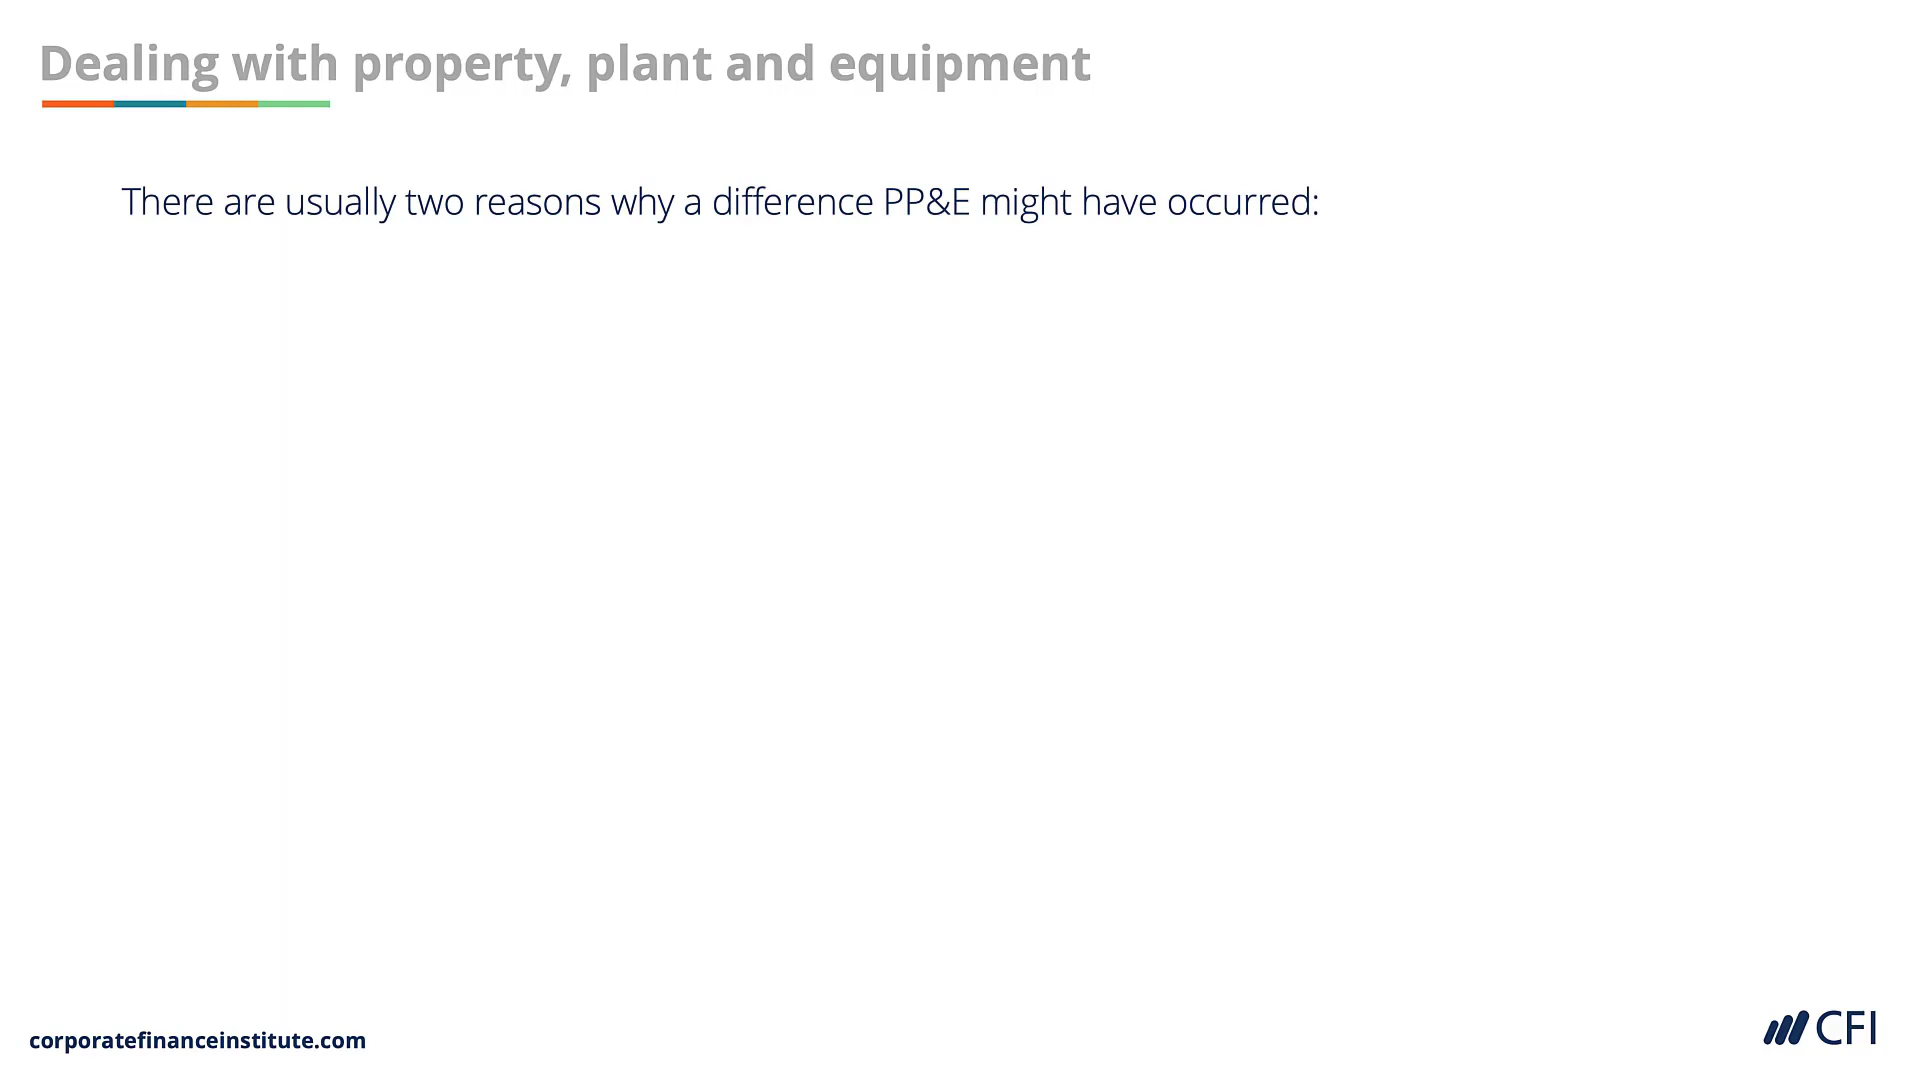 Dealing with property, plant and equipment
There are usually two reasons why a difference PP&E might have occurred:
corporatefinanceinstitute.com
CFI